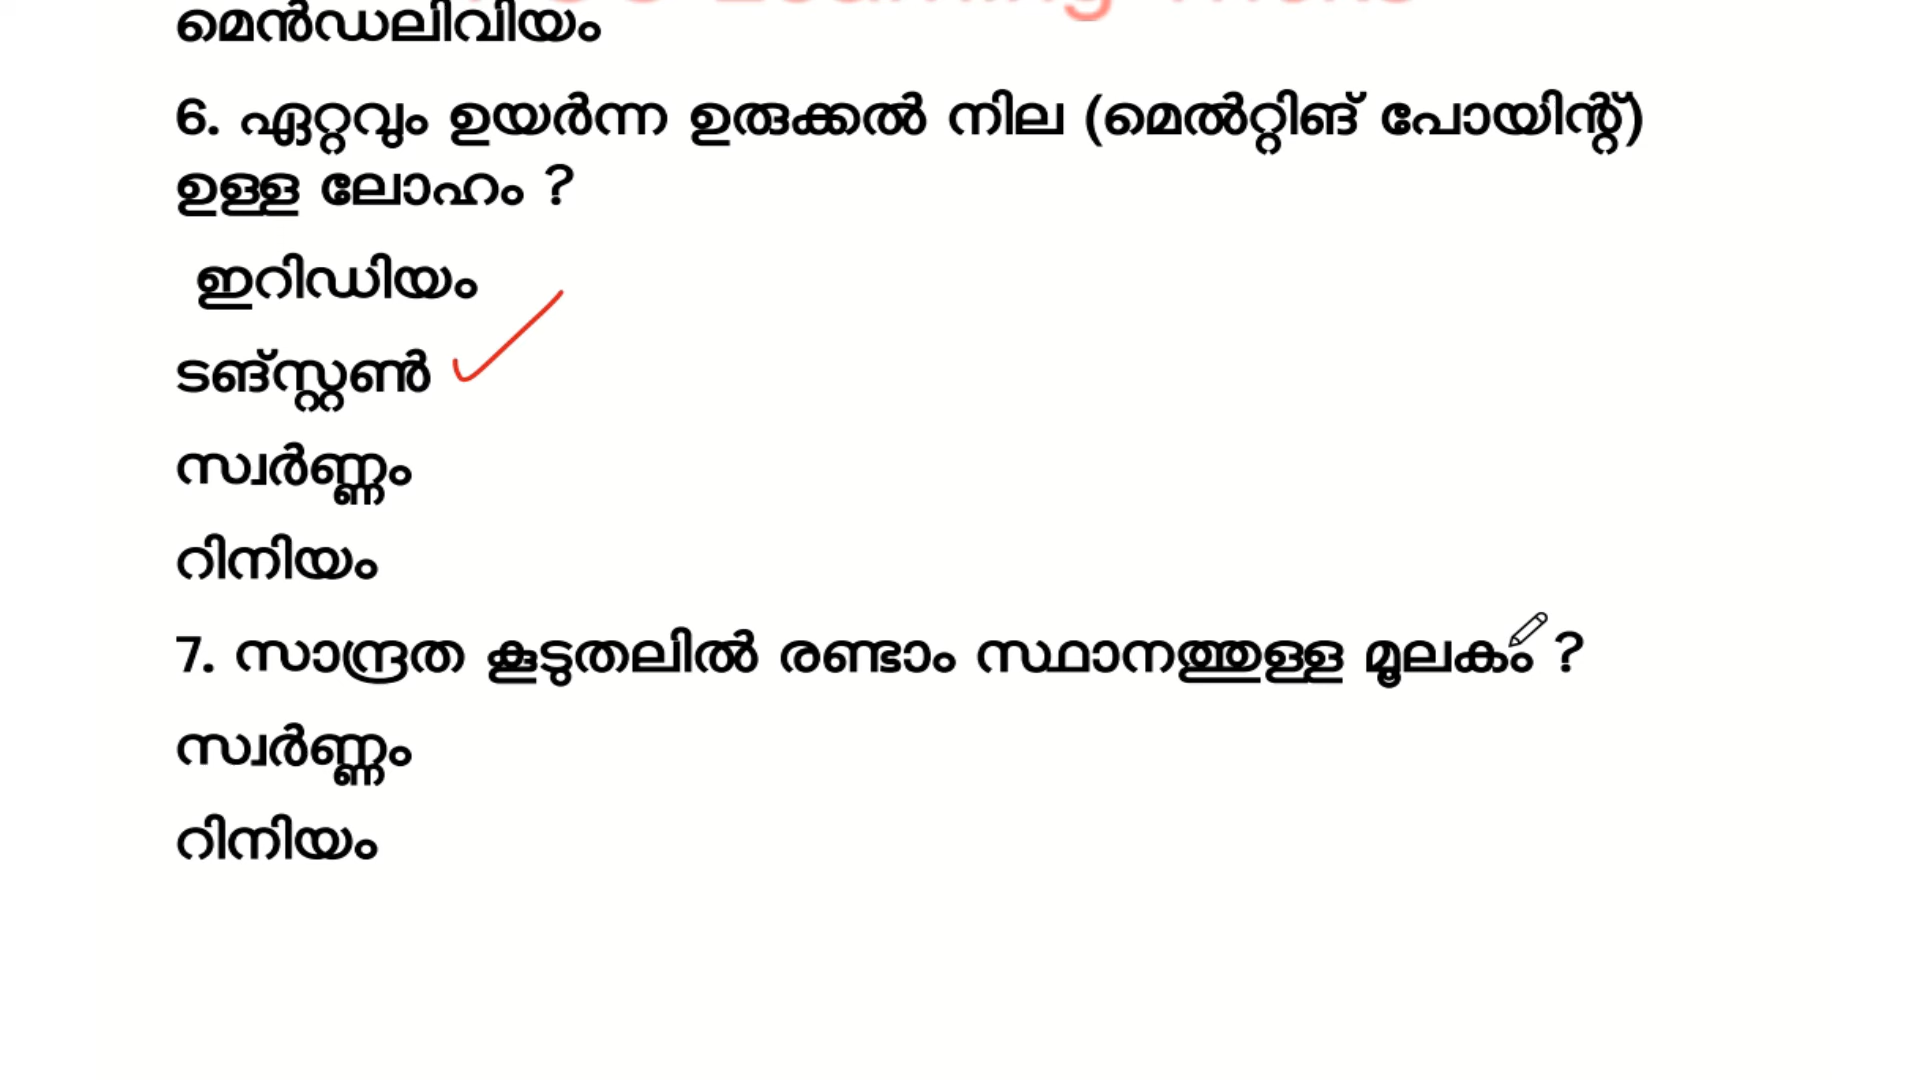 മെൻഡലിവിയം
6. ഏറ്റവും ഉയർന്ന ഉരുക്കൽ നില (മെൽറ്റിങ് പോയിന്റ്)
ഉള്ള ലോഹം ?
ഇറിഡിയം
ടങ്സ്റ്റൺ
സ്വർണ്ണം
റിനിയം
7. സാന്ദ്രത കൂടുതലിൽ രണ്ടാം സ്ഥാനത്തുള്ള മൂലകം ?
സ്വർണ്ണം
റിനിയം